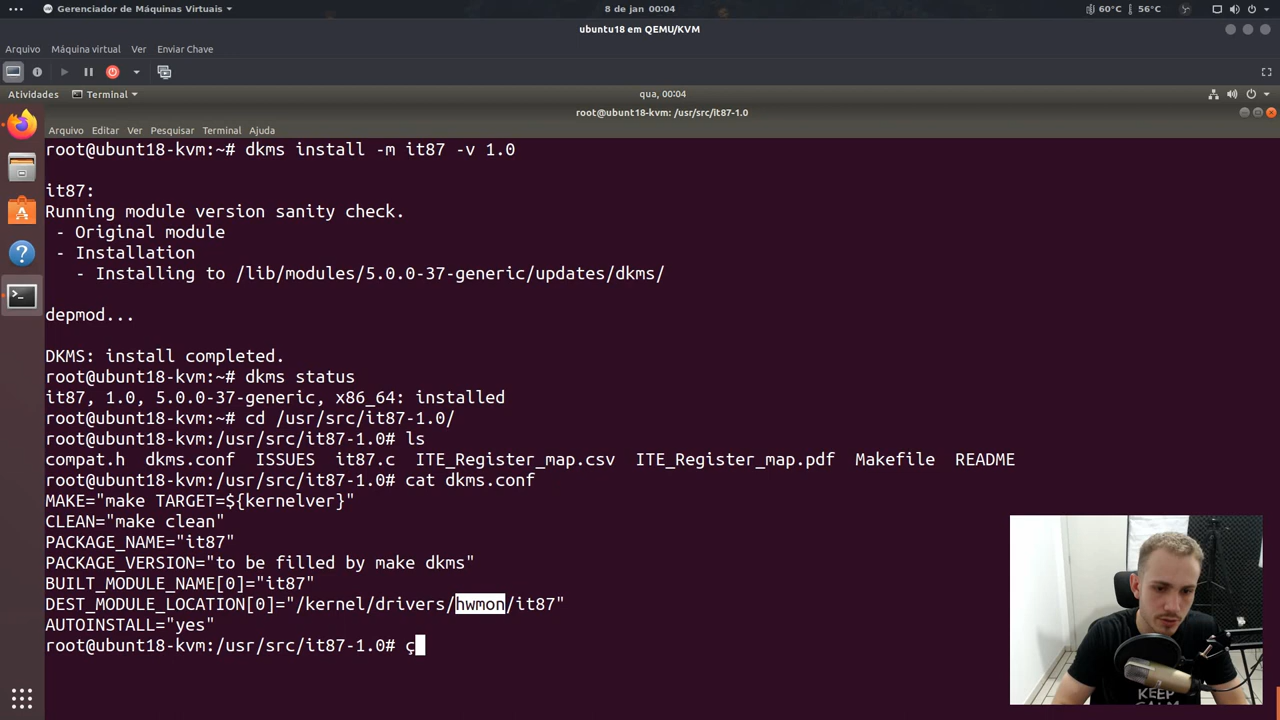 Gerenciador de Máquinas Virtuais
8 de jan 00:04
60°C
56°C
ubuntu18 em QEMU/KVM
Arquivo Máquina virtual Ver Enviar Chave
Atividades
Terminal
qua, 00:04
root@ubunt18-kvm: /usr/src/it87-1.0
Arquivo Editar Ver Pesquisar Terminal Ajuda
root@ubunt18-kvm:~# dkms install -m it87 -v 1.0
it87:
Running module version sanity check.
- Original module
- Installation
- Installing to /lib/modules/5.0.0-37-generic/updates/dkms/
depmod...
DKMS: install completed.
root@ubunt18-kvm:~# dkms status
it87, 1.0, 5.0.0-37-generic, x86_64: installed
root@ubunt18-kvm:~# cd /usr/src/it87-1.0/
root@ubunt18-kvm:/usr/src/it87-1.0# ls
compat.h dkms.conf ISSUES it87.c ITE_Register_map.csv ITE_Register_map.pdf Makefile README
root@ubunt18-kvm:/usr/src/it87-1.0# cat dkms.conf
MAKE="make TARGET=${kernelver}"
CLEAN="make clean"
PACKAGE_NAME="it87"
PACKAGE_VERSION="to be filled by make dkms"
BUILT_MODULE_NAME[0]="it87"
DEST_MODULE_LOCATION[0]="/kernel/drivers/hwmon/it87"
AUTOINSTALL="yes"
root@ubunt18-kvm:/usr/src/it87-1.0# ç
KEEP
CALM